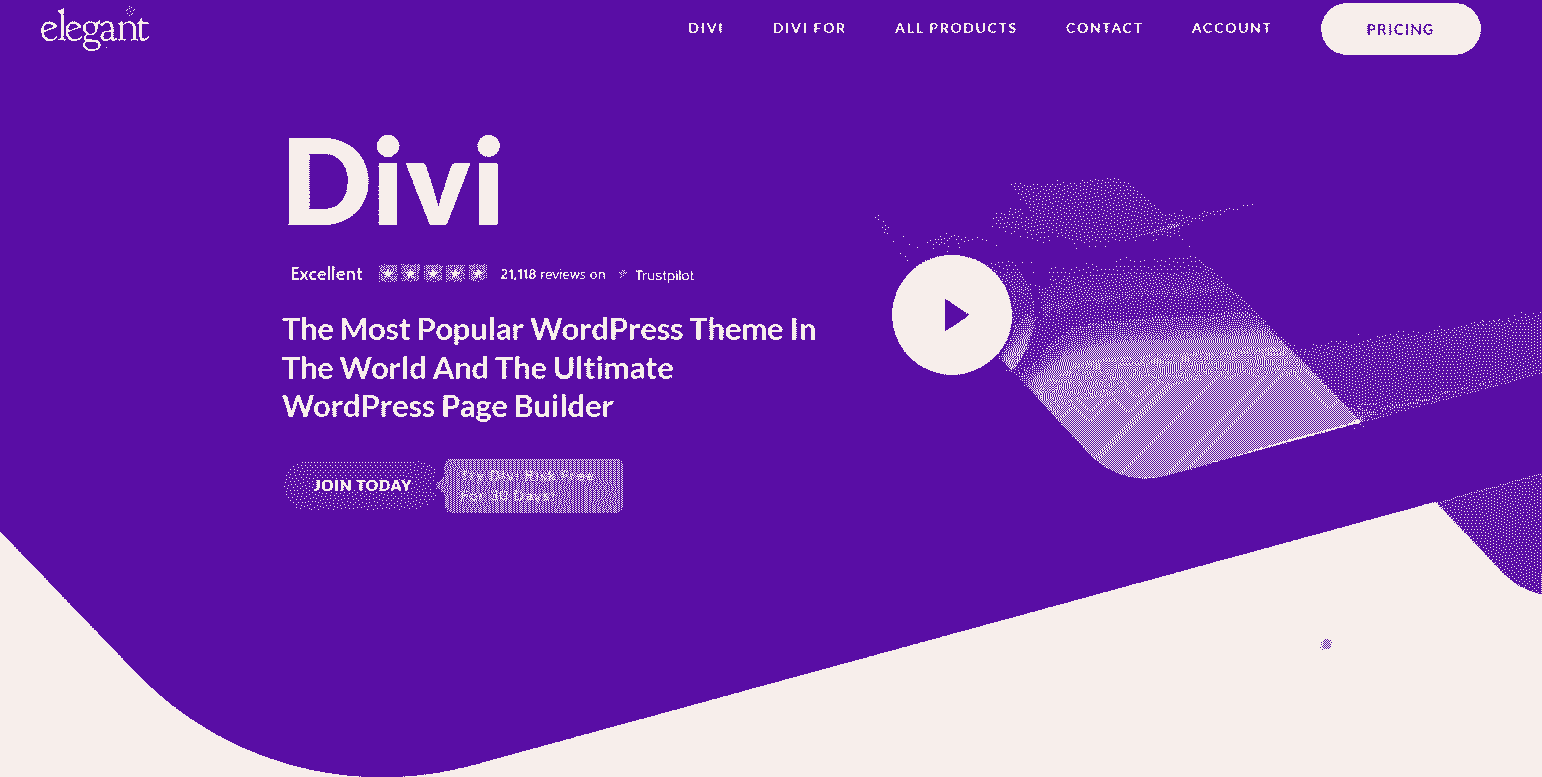 elegant
DIVI
DIVI FOR
ALL PRODUCTS
CONTACT
ACCOUNT
PRICING
Divi
Excellent 21,118 reviews on Trustpilot
The Most Popular WordPress Theme In
The World And The Ultimate
WordPress Page Builder
JOIN TODAY
Try Divi Risk Free
For 30 Days!